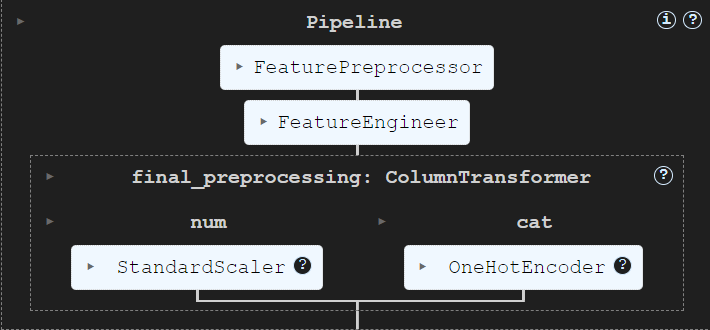 Pipeline i ?
FeaturePreprocessor
FeatureEngineer
final_preprocessing: ColumnTransformer ?
num cat
StandardScaler ? OneHotEncoder ?